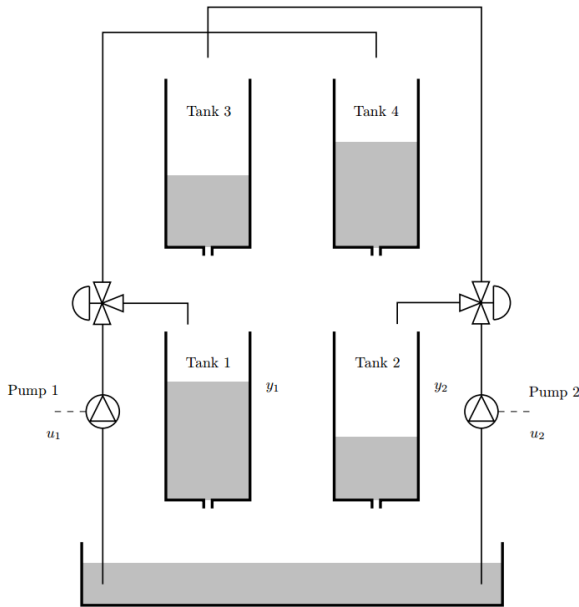 Tank 3
Tank 4
Tank 1
Tank 2
y₁
y₂
Pump 1
Pump 2
u₁
u₂